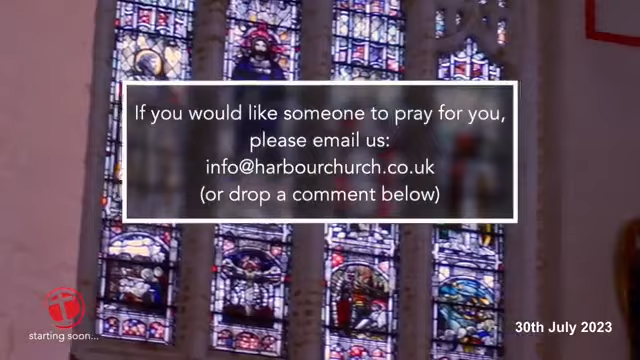 If you would like someone to pray for you,
please email us:
info@harbourchurch.co.uk
(or drop a comment below)
starting soon...
30th July 2023